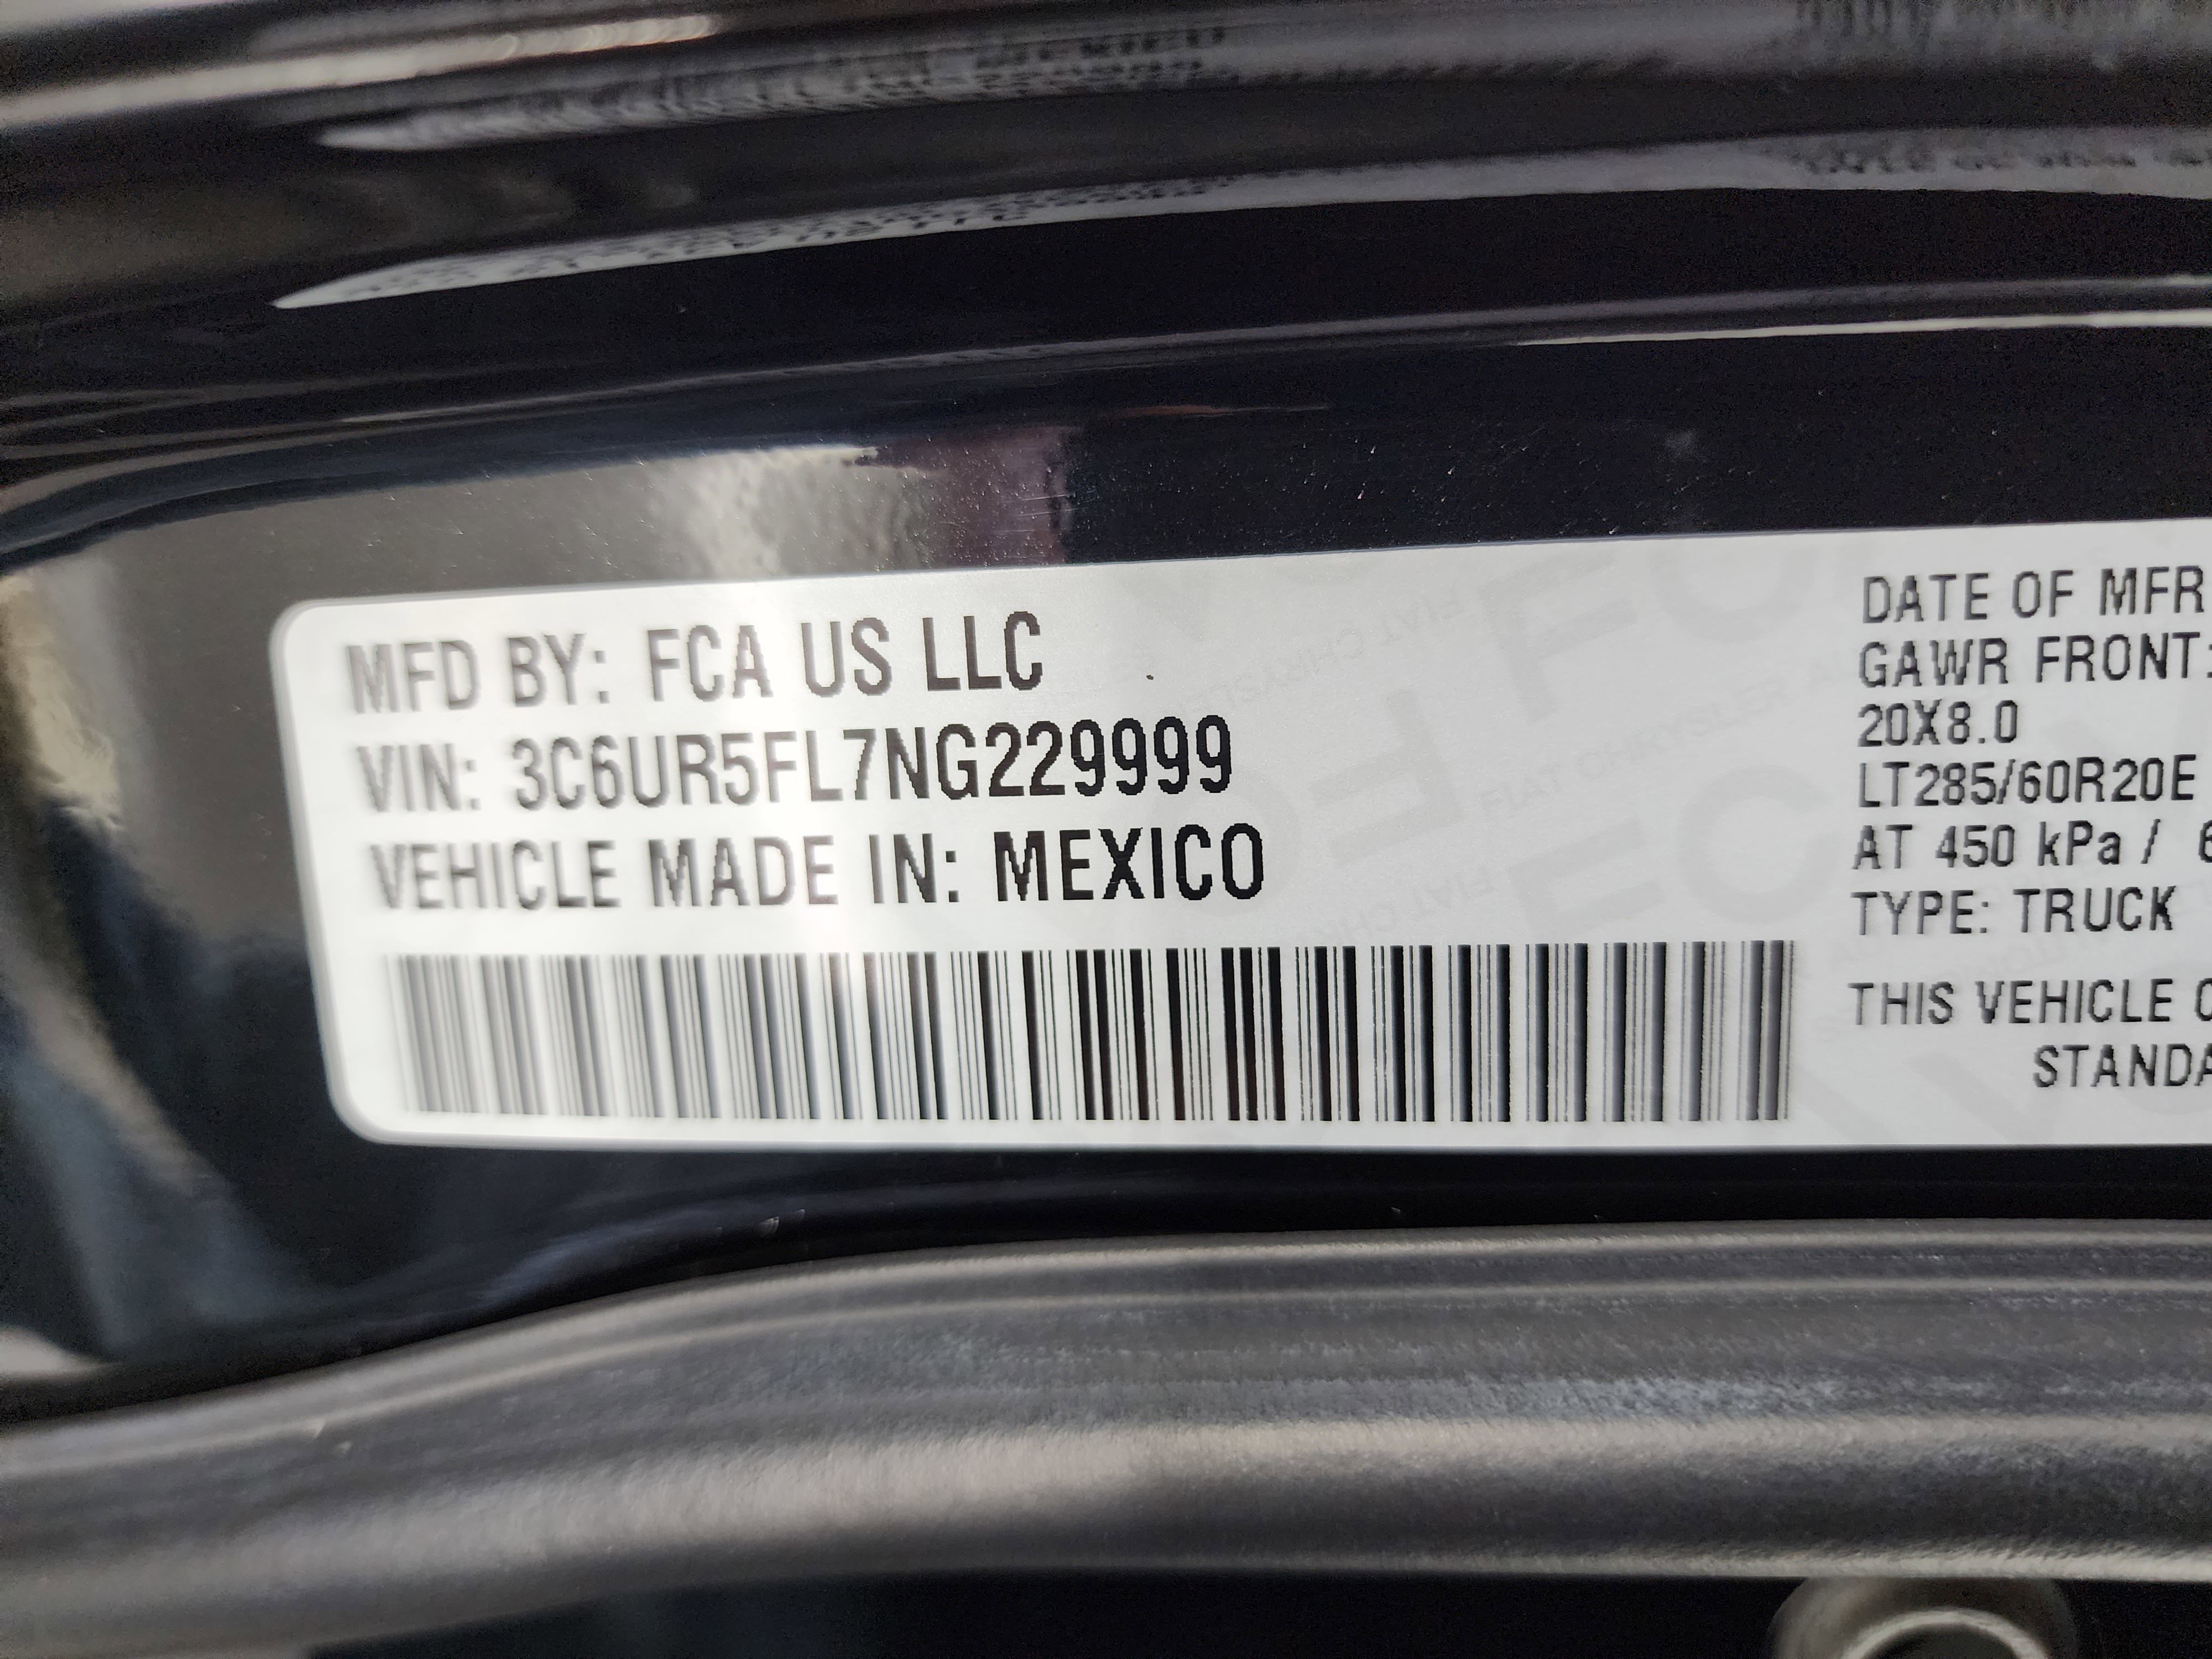 MFD BY: FCA US LLC
VIN: 3C6UR5FL7NG229999
VEHICLE MADE IN: MEXICO
DATE OF MFR
GAWR FRONT:
20X8.0
LT285/60R20E
AT 450 kPa / 6
TYPE: TRUCK
THIS VEHICLE C
STANDA